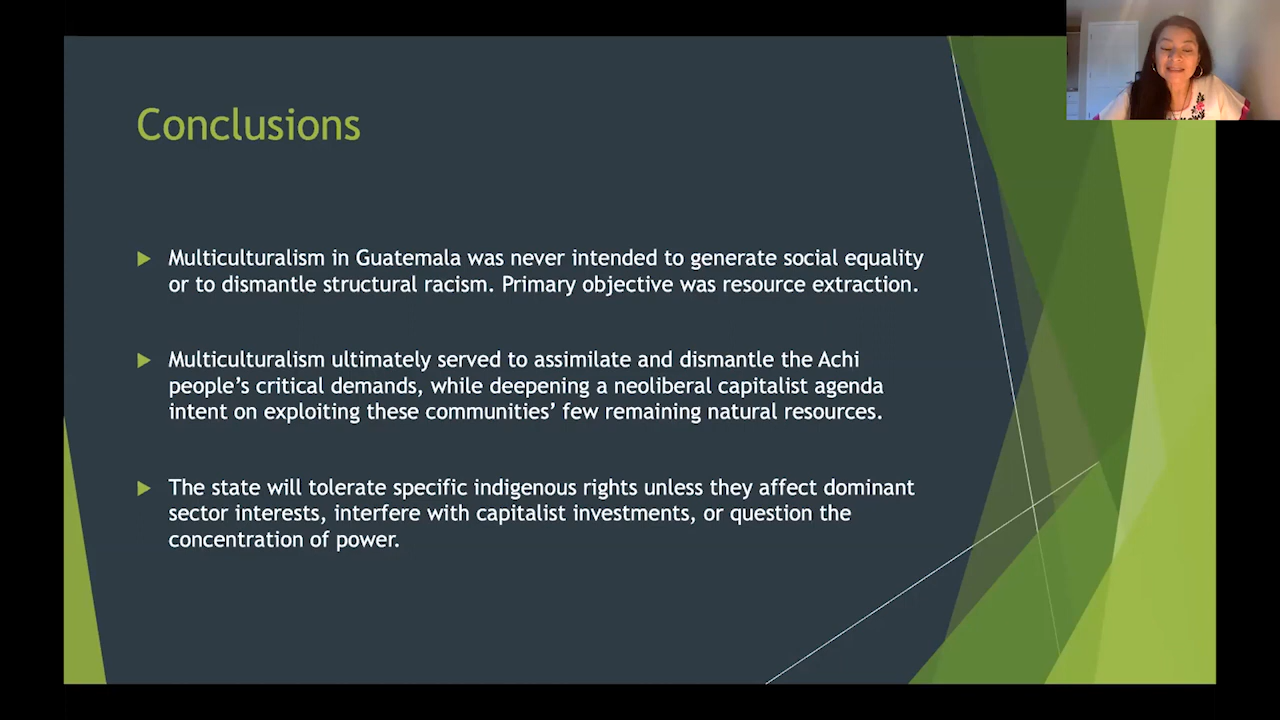 Conclusions
Multiculturalism in Guatemala was never intended to generate social equality
or to dismantle structural racism. Primary objective was resource extraction.
Multiculturalism ultimately served to assimilate and dismantle the Achi
people’s critical demands, while deepening a neoliberal capitalist agenda
intent on exploiting these communities’ few remaining natural resources.
The state will tolerate specific indigenous rights unless they affect dominant
sector interests, interfere with capitalist investments, or question the
concentration of power.